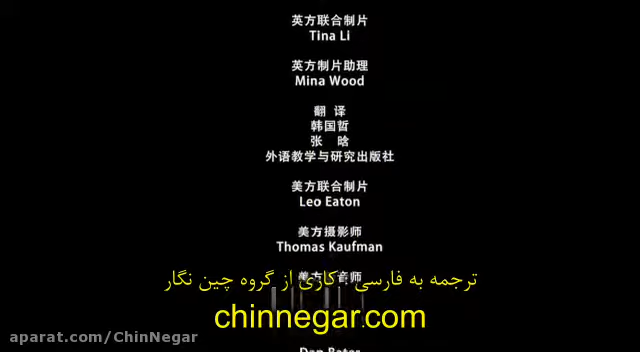 英方联合制片
Tina Li
英方制片助理
Mina Wood
翻 译
韩国哲
张 晗
外语教学与研究出版社
美方联合制片
Leo Eaton
美方摄影师
Thomas Kaufman
ترجمه به فارسی : کاری از گروه چین نگار
chinnegar.com
aparat.com/ChinNegar